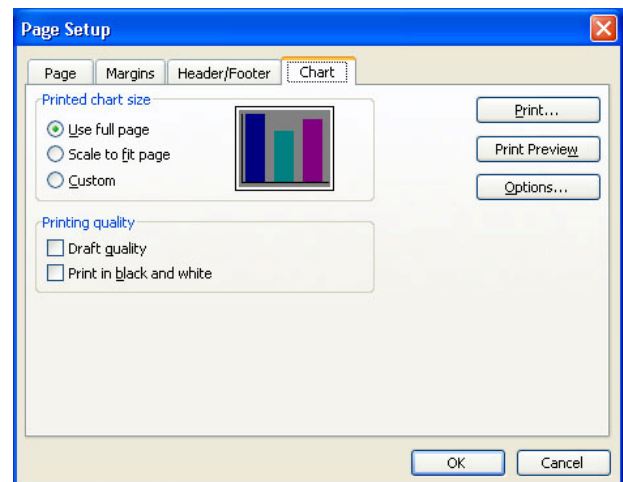 Page Setup
Page Margins Header/Footer Chart
Printed chart size
Use full page
Scale to fit page
Custom
Print...
Print Preview
Options...
Printing quality
Draft quality
Print in black and white
OK Cancel